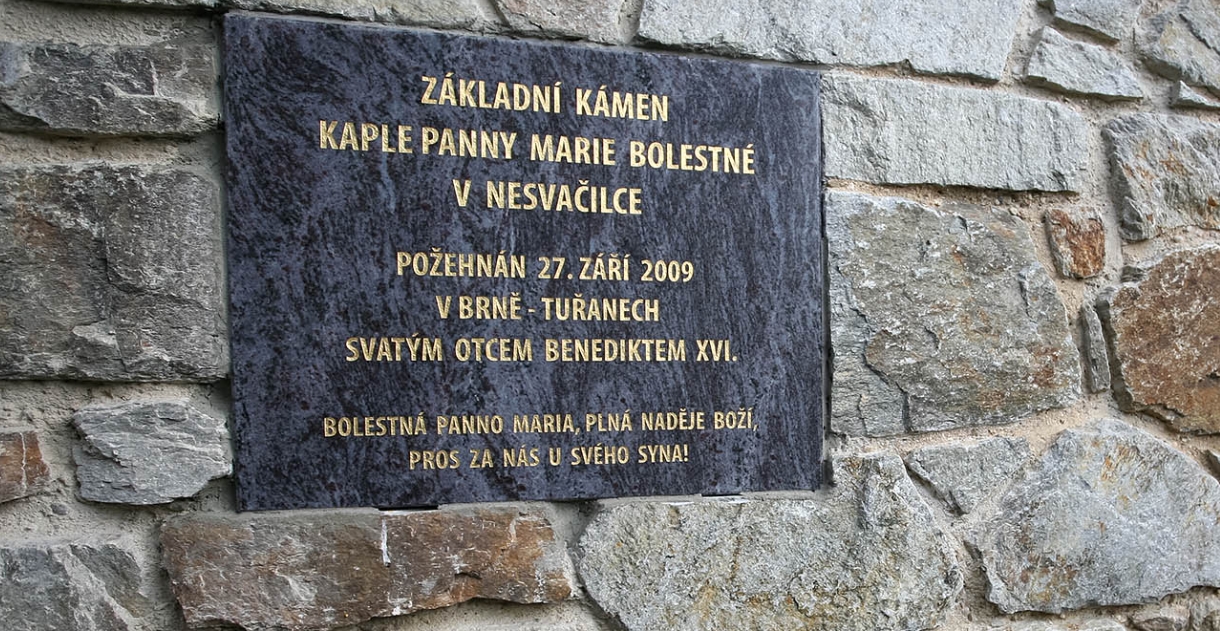 ZÁKLADNÍ KÁMEN
KAPLE PANNY MARIE BOLESTNÉ
V NESVAČILCE
POŽEHNÁN 27. ZÁŘÍ 2009
V BRNĚ - TUŘANECH
SVATÝM OTCEM BENEDIKTEM XVI.
BOLESTNÁ PANNO MARIA, PLNÁ NADĚJE BOŽÍ,
PROS ZA NÁS U SVÉHO SYNA!